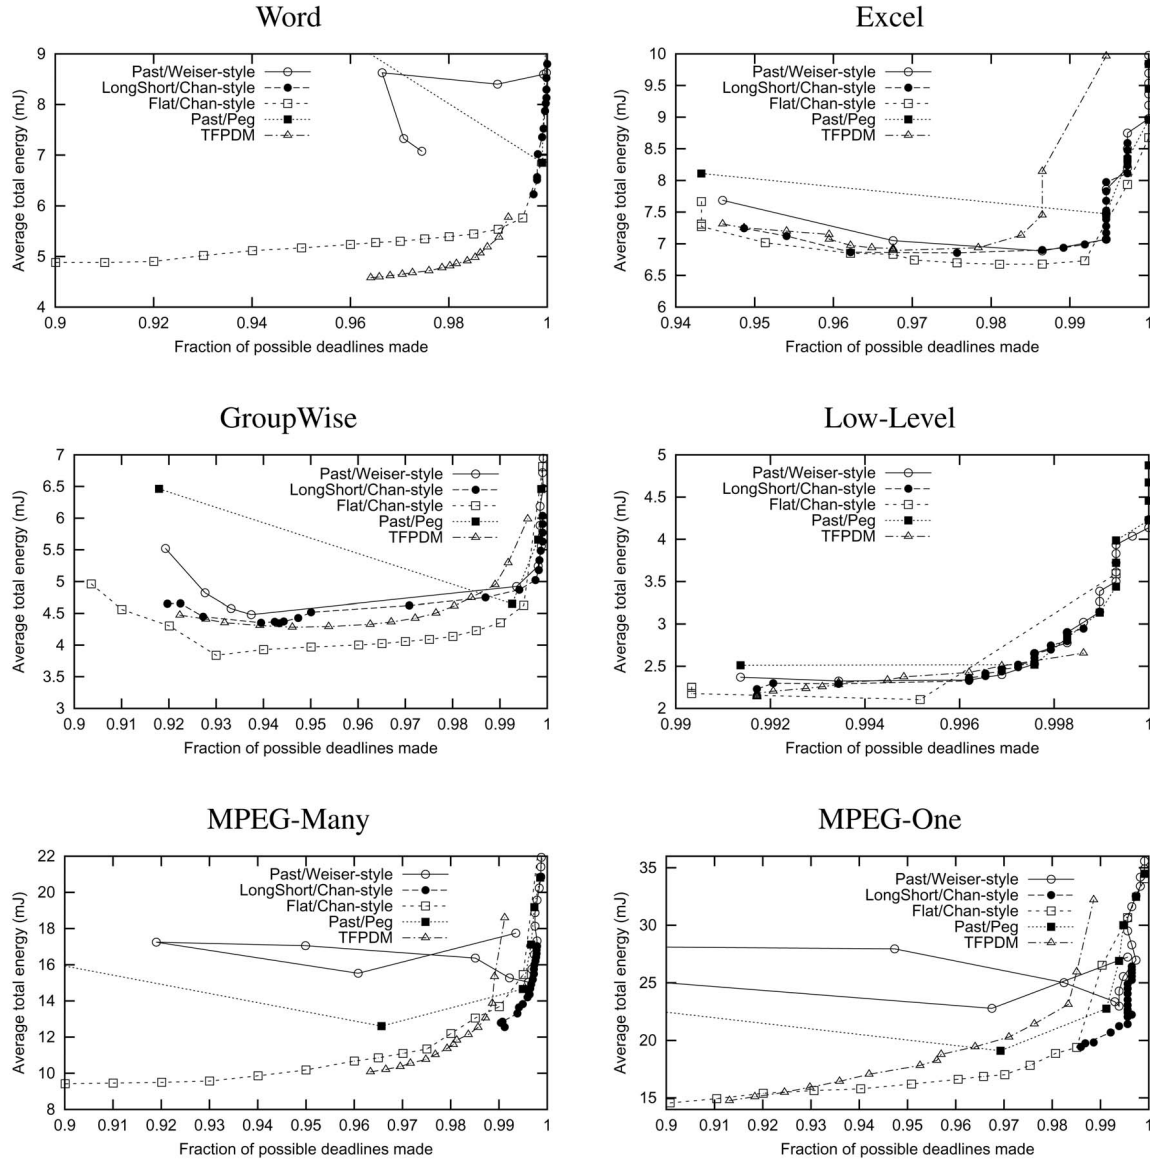 Word
Average total energy (mJ)
9
8
7
6
5
4
Past/Weiser-style
LongShort/Chan-style
Flat/Chan-style
Past/Peg
TFPDM
0.9
0.92
0.94
0.96
0.98
1
Fraction of possible deadlines made
Excel
Average total energy (mJ)
10
9.5
9
8.5
8
7.5
7
6.5
6
Past/Weiser-style
LongShort/Chan-style
Flat/Chan-style
Past/Peg
TFPDM
0.94
0.95
0.96
0.97
0.98
0.99
1
Fraction of possible deadlines made
GroupWise
Average total energy (mJ)
7
6.5
6
5.5
5
4.5
4
3.5
3
Past/Weiser-style
LongShort/Chan-style
Flat/Chan-style
Past/Peg
TFPDM
0.9
0.91
0.92
0.93
0.94
0.95
0.96
0.97
0.98
0.99
1
Fraction of possible deadlines made
Low-Level
Average total energy (mJ)
5
4.5
4
3.5
3
2.5
2
Past/Weiser-style
LongShort/Chan-style
Flat/Chan-style
Past/Peg
TFPDM
0.99
0.992
0.994
0.996
0.998
1
Fraction of possible deadlines made
MPEG-Many
Average total energy (mJ)
22
20
18
16
14
12
10
8
Past/Weiser-style
LongShort/Chan-style
Flat/Chan-style
Past/Peg
TFPDM
0.9
0.91
0.92
0.93
0.94
0.95
0.96
0.97
0.98
0.99
1
Fraction of possible deadlines made
MPEG-One
Average total energy (mJ)
35
30
25
20
15
Past/Weiser-style
LongShort/Chan-style
Flat/Chan-style
Past/Peg
TFPDM
0.9
0.91
0.92
0.93
0.94
0.95
0.96
0.97
0.98
0.99
1
Fraction of possible deadlines made